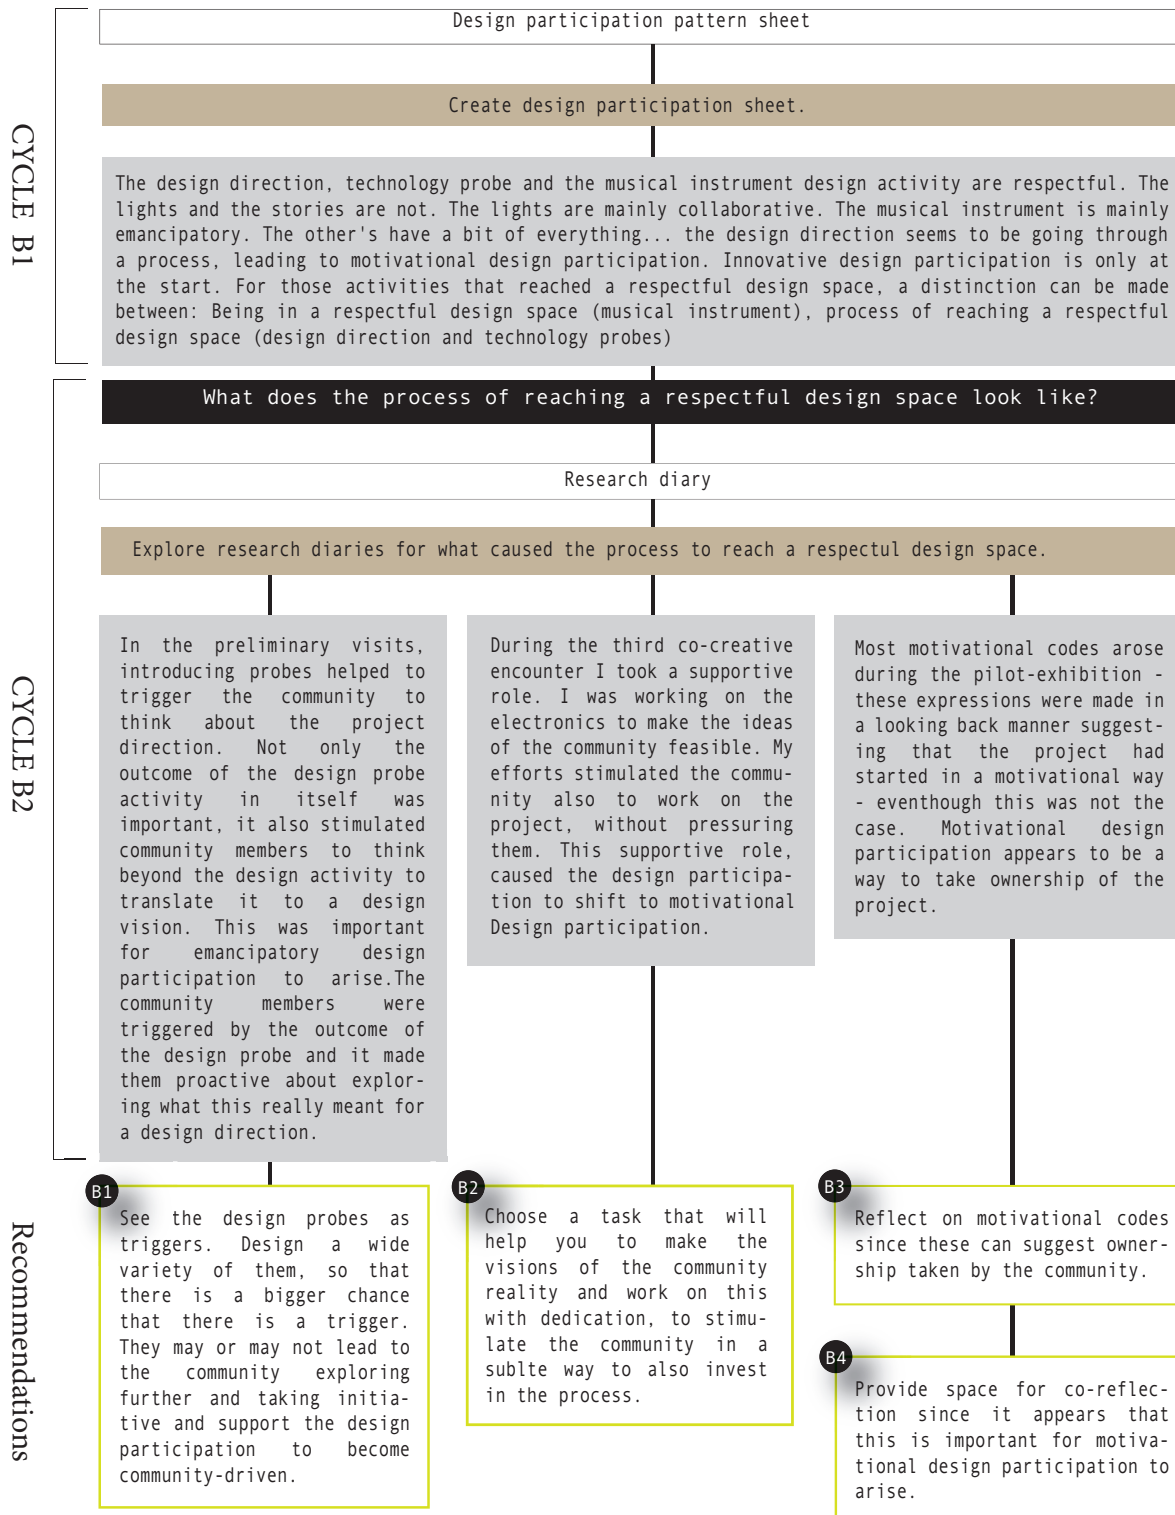 Design participation pattern sheet
Create design participation sheet.
CYCLE B1
The design direction, technology probe and the musical instrument design activity are respectful. The
lights and the stories are not. The lights are mainly collaborative. The musical instrument is mainly
emancipatory. The other's have a bit of everything... the design direction seems to be going through
a process, leading to motivational design participation. Innovative design participation is only at
the start. For those activities that reached a respectful design space, a distinction can be made
between: Being in a respectful design space (musical instrument), process of reaching a respectful
design space (design direction and technology probes)
What does the process of reaching a respectful design space look like?
Research diary
Explore research diaries for what caused the process to reach a respectul design space.
CYCLE B2
In the preliminary visits,
introducing probes helped to
trigger the community to
think about the project
direction. Not only the
outcome of the design probe
activity in itself was
important, it also stimulated
community members to think
beyond the design activity to
translate it to a design
vision. This was important
for emancipatory design
participation to arise.The
community members were
triggered by the outcome of
the design probe and it made
them proactive about explor-
ing what this really meant for
a design direction.
During the third co-creative
encounter I took a supportive
role. I was working on the
electronics to make the ideas
of the community feasible. My
efforts stimulated the commu-
nity also to work on the
project, without pressuring
them. This supportive role,
caused the design participa-
tion to shift to motivational
Design participation.
Most motivational codes arose
during the pilot-exhibition -
these expressions were made in
a looking back manner suggest-
ing that the project had
started in a motivational way
- eventhough this was not the
case. Motivational design
participation appears to be a
way to take ownership of the
project.
Recommendations
B1
See the design probes as
triggers. Design a wide
variety of them, so that
there is a bigger chance
that there is a trigger.
They may or may not lead to
the community exploring
further and taking initia-
tive and support the design
participation to become
community-driven.
B2
Choose a task that will
help you to make the
visions of the community
reality and work on this
with dedication, to stimu-
late the community in a
sublte way to also invest
in the process.
B3
Reflect on motivational codes
since these can suggest owner-
ship taken by the community.
B4
Provide space for co-reflec-
tion since it appears that
this is important for motiva-
tional design participation to
arise.